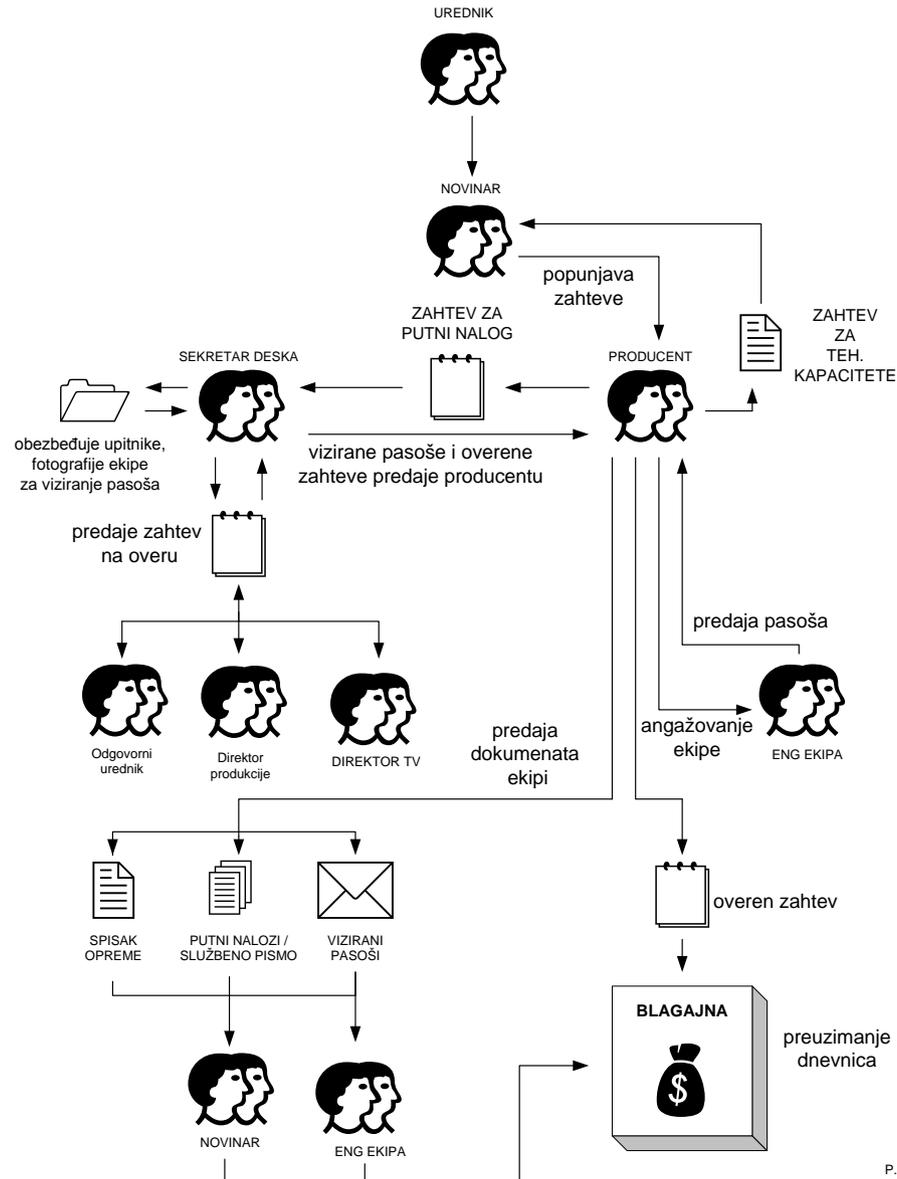 UREDNIK
NOVINAR
popunjava
zahteve
ZAHTEV ZA
PUTNI NALOG
ZAHTEV
ZA
TEH.
KAPACITETE
SEKRETAR DESKA
PRODUCENT
obezbeđuje upitnike,
fotografije ekipe
za viziranje pasoša
vizirane pasoše i overene
zahteve predaje producentu
predaje zahtev
na overu
predaja pasoša
Odgovorni
urednik
Direktor
produkcije
DIREKTOR TV
predaja
dokumenata
ekipi
angažovanje
ekipe
ENG EKIPA
SPISAK
OPREME
PUTNI NALOZI /
SLUŽBENO PISMO
VIZIRANI
PASOŠI
overen zahtev
BLAGAJNA
$
preuzimanje
dnevnica
NOVINAR
ENG EKIPA
P.